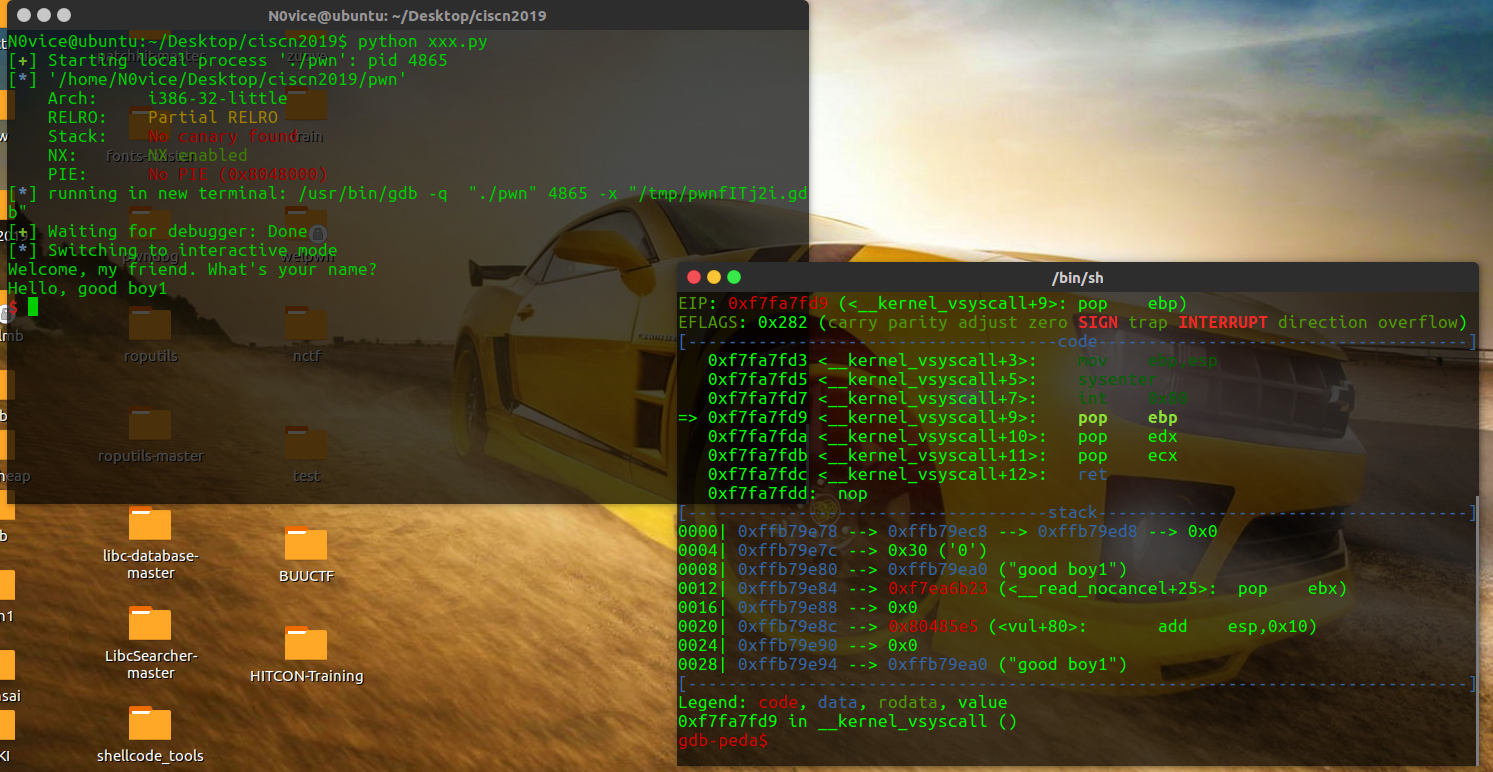 N0vice@ubuntu: ~/Desktop/ciscn2019
N0vice@ubuntu:~/Desktop/ciscn2019$ python xxx.py
[+] Starting local process './pwn': pid 4865
[*] '/home/N0vice/Desktop/ciscn2019/pwn'
    Arch:     i386-32-little
    RELRO:    Partial RELRO
    Stack:    No canary found
    NX:       NX enabled
    PIE:      No PIE (0x8048000)
[*] running in new terminal: /usr/bin/gdb -q  "./pwn" 4865 -x "/tmp/pwnfITj2i.gd
b"
[+] Waiting for debugger: Done
[*] Switching to interactive mode
Welcome, my friend. What's your name?
Hello, good boy1
$
/bin/sh
EIP: 0xf7fa7fd9 (<__kernel_vsyscall+9>: pop    ebp)
EFLAGS: 0x282 (carry parity adjust zero SIGN trap INTERRUPT direction overflow)
[-------------------------------------code-------------------------------------]
   0xf7fa7fd3 <__kernel_vsyscall+3>:    mov    ebp,esp
   0xf7fa7fd5 <__kernel_vsyscall+5>:    sysenter
   0xf7fa7fd7 <__kernel_vsyscall+7>:    int    0x80
=> 0xf7fa7fd9 <__kernel_vsyscall+9>:    pop    ebp
   0xf7fa7fda <__kernel_vsyscall+10>:   pop    edx
   0xf7fa7fdb <__kernel_vsyscall+11>:   pop    ecx
   0xf7fa7fdc <__kernel_vsyscall+12>:   ret
   0xf7fa7fdd:  nop
[------------------------------------stack-------------------------------------]
0000| 0xffb79e78 --> 0xffb79ec8 --> 0xffb79ed8 --> 0x0
0004| 0xffb79e7c --> 0x30 ('0')
0008| 0xffb79e80 --> 0xffb79ea0 ("good boy1")
0012| 0xffb79e84 --> 0xf7ea6b23 (<__read_nocancel+25>:  pop    ebx)
0016| 0xffb79e88 --> 0x0
0020| 0xffb79e8c --> 0x80485e5 (<vul+80>:       add    esp,0x10)
0024| 0xffb79e90 --> 0x0
0028| 0xffb79e94 --> 0xffb79ea0 ("good boy1")
[------------------------------------------------------------------------------]
Legend: code, data, rodata, value
0xf7fa7fd9 in __kernel_vsyscall ()
gdb-peda$
train
fonts-master
pwndbg
welpwn
roputils
nctf
roputils-master
test
libc-database-
master
BUUCTF
LibcSearcher-
master
HITCON-Training
shellcode_tools